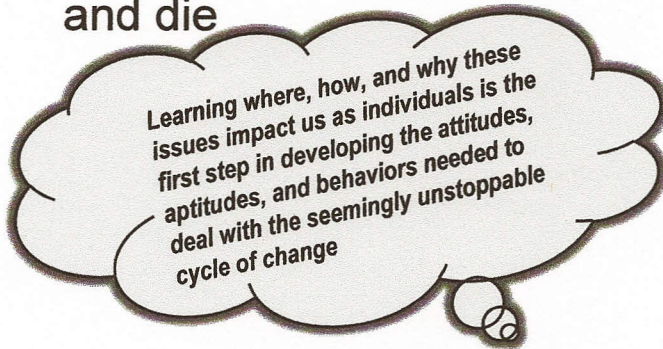 and die
Learning where, how, and why these
issues impact us as individuals is the
first step in developing the attitudes,
aptitudes, and behaviors needed to
deal with the seemingly unstoppable
cycle of change